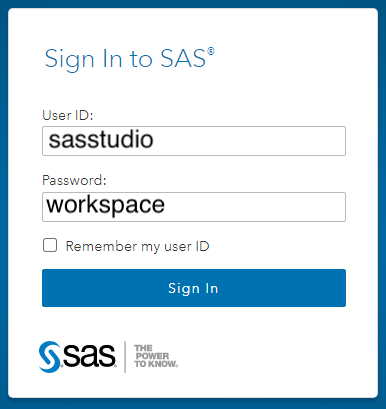 Sign In to SAS®
User ID:
sasstudio
Password:
workspace
Remember my user ID
Sign In
sas.
THE
POWER
TO KNOW.